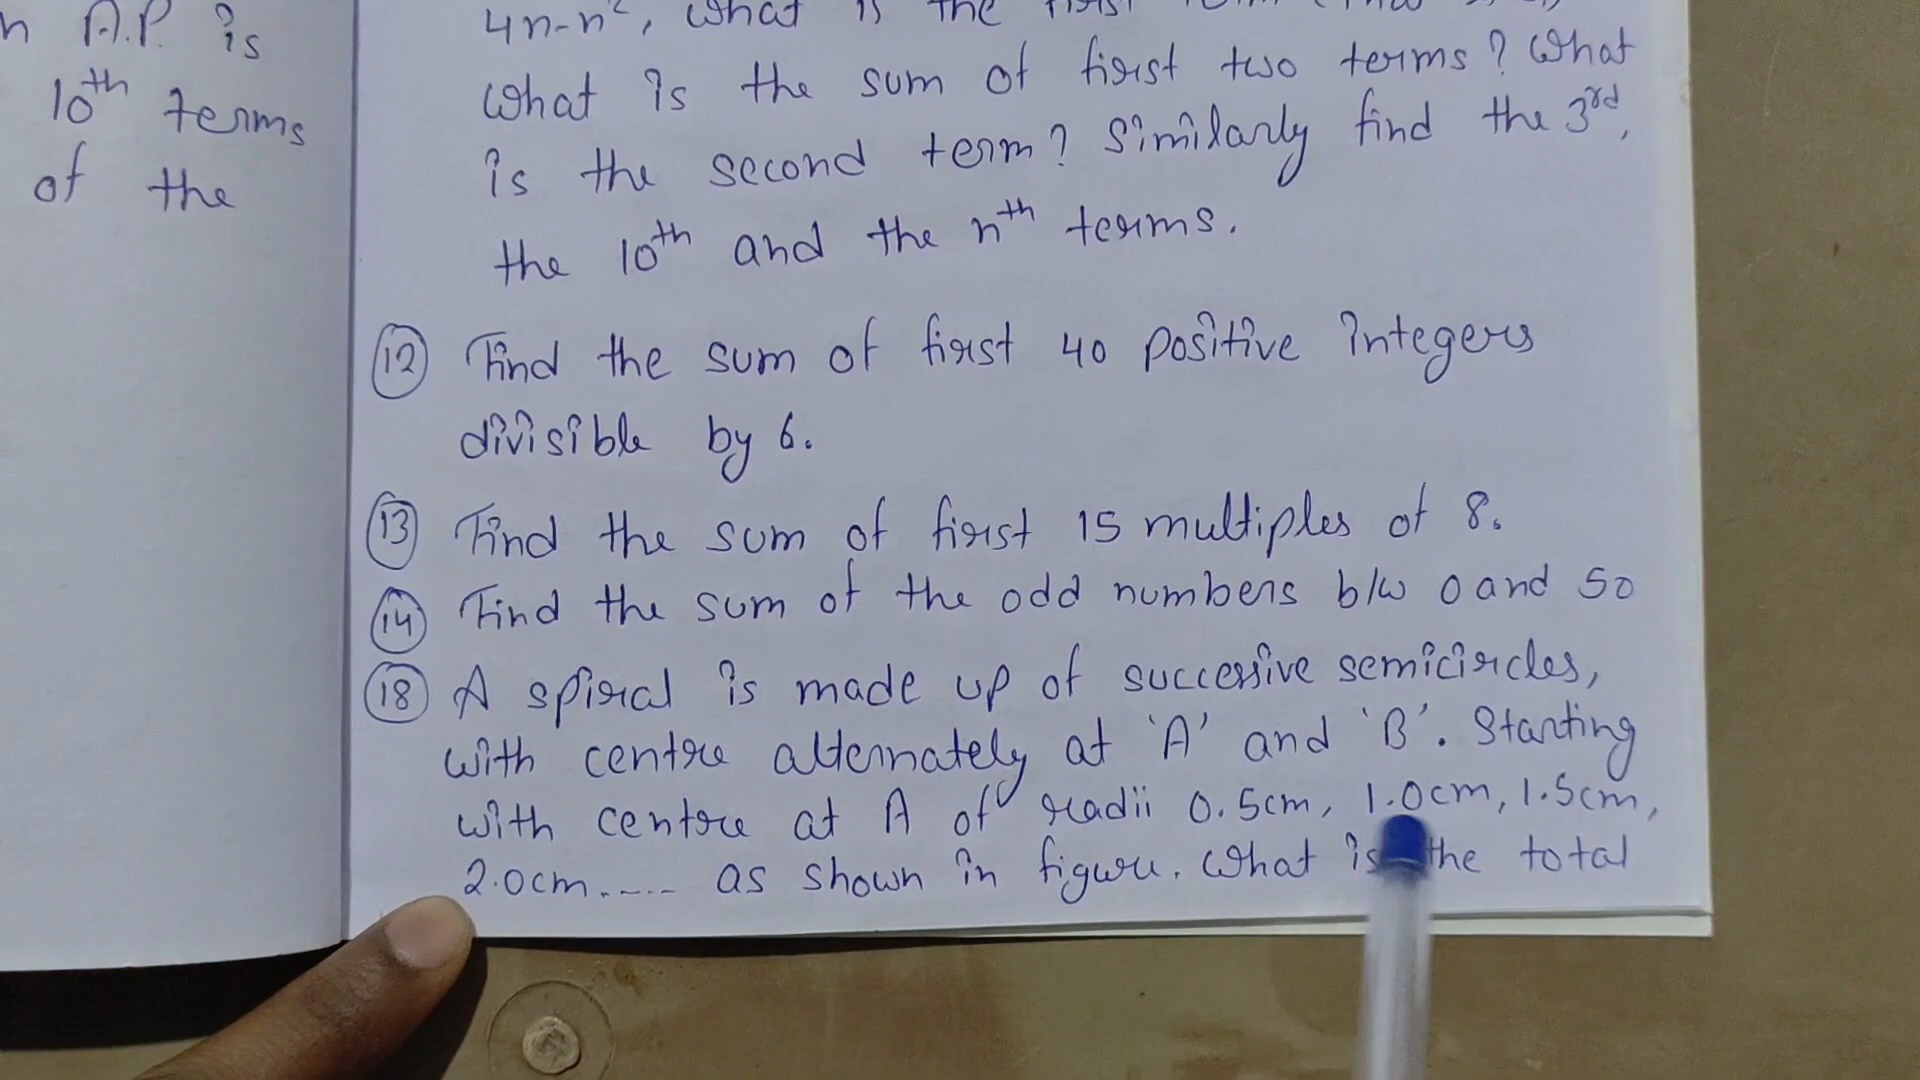 n A.P. is
10th terms
of the
4n-n², what is the
what is the sum of first two terms? what
is the second term? Similarly find the 3rd,
the 10th and the nth terms.
12 Find the sum of first 40 positive integers
divisible by 6.
13 Find the sum of first 15 multiples of 8.
14 Find the sum of the odd numbers b/w 0 and 50
18 A spiral is made up of successive semicircles,
with centre alternately at 'A' and 'B'. Starting
with centre at A of radii 0.5cm, 1.0cm, 1.5cm,
2.0cm..... as shown in figure. What is the total